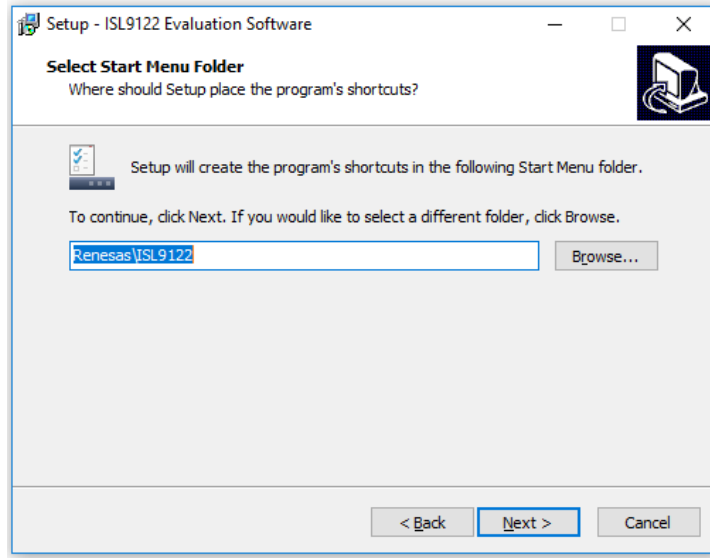 Setup - ISL9122 Evaluation Software
Select Start Menu Folder
Where should Setup place the program's shortcuts?
Setup will create the program's shortcuts in the following Start Menu folder.
To continue, click Next. If you would like to select a different folder, click Browse.
Renesas\ISL9122
Browse...
< Back
Next >
Cancel